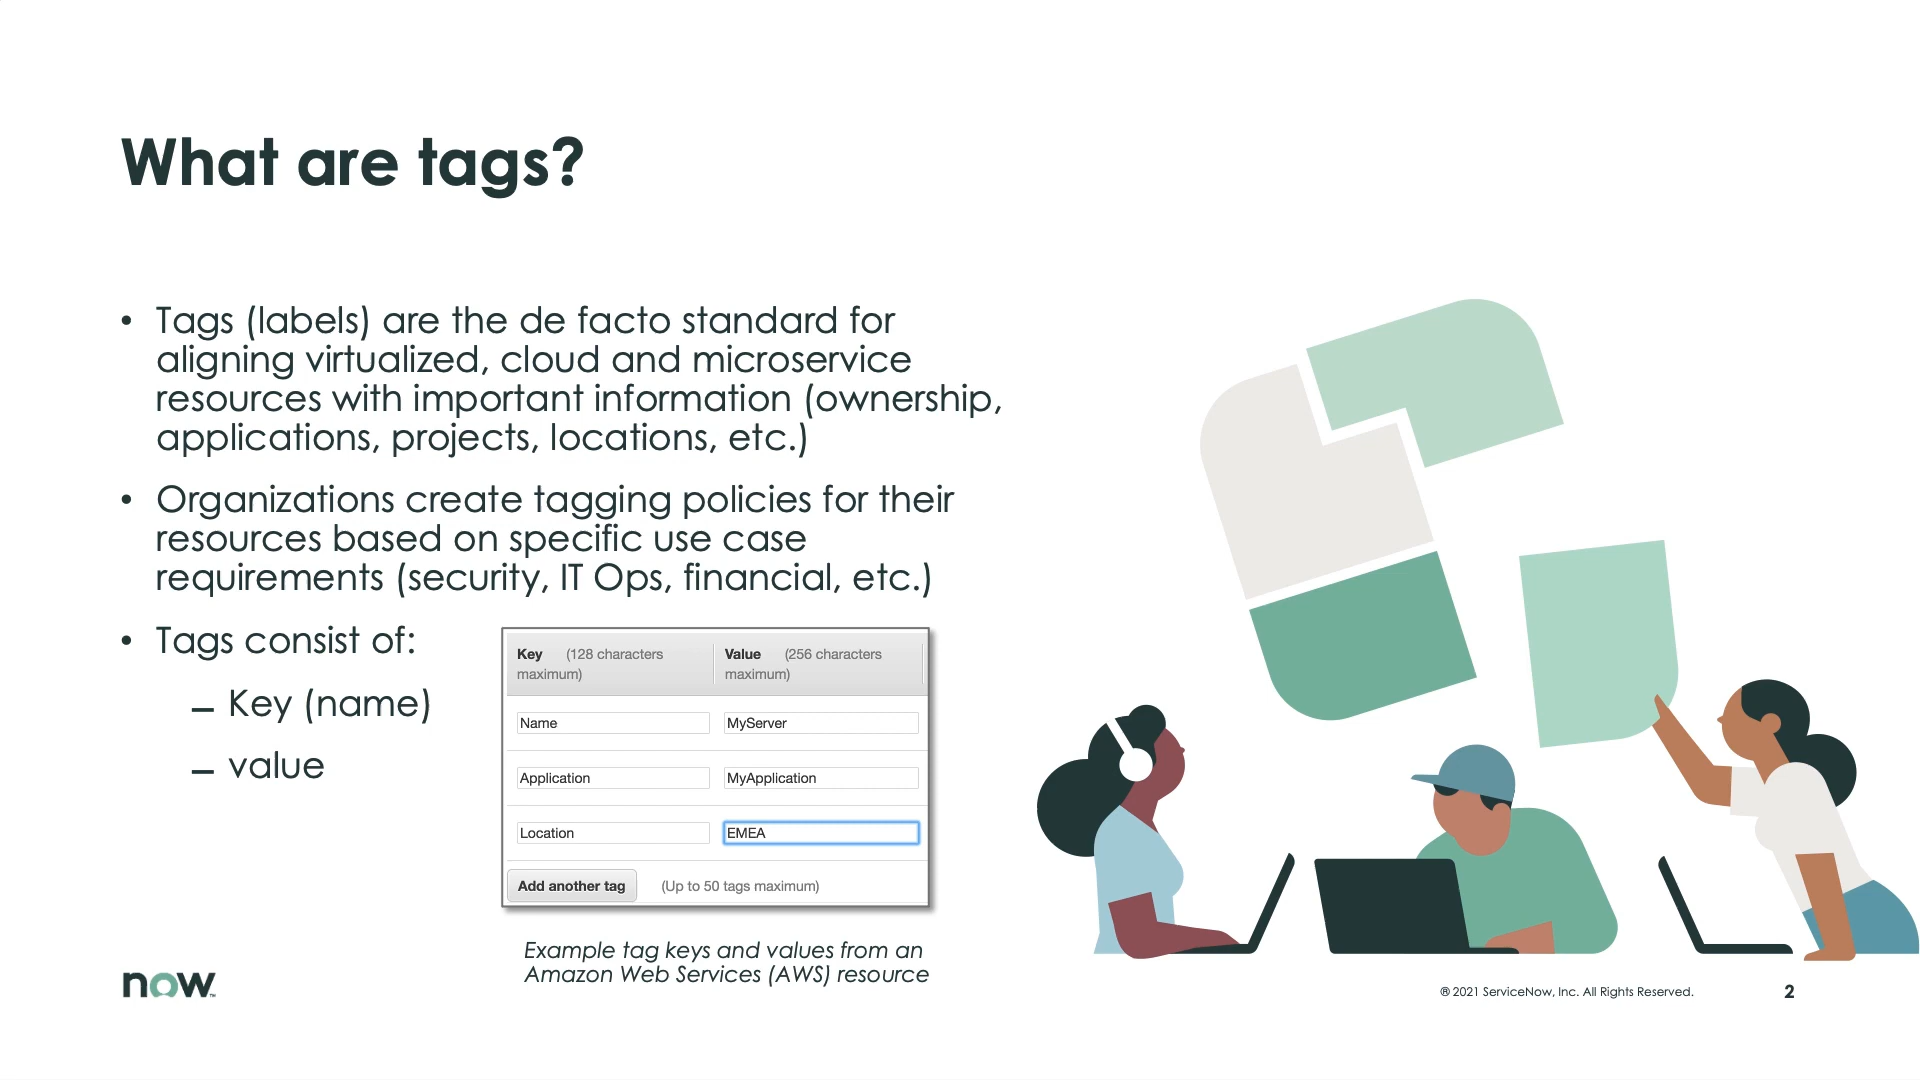 What are tags?
• Tags (labels) are the de facto standard for
aligning virtualized, cloud and microservice
resources with important information (ownership,
applications, projects, locations, etc.)
• Organizations create tagging policies for their
resources based on specific use case
requirements (security, IT Ops, financial, etc.)
• Tags consist of:
– Key (name)
– value
Key (128 characters maximum) Value (256 characters maximum)
Name MyServer
Application MyApplication
Location EMEA
Add another tag (Up to 50 tags maximum)
Example tag keys and values from an
Amazon Web Services (AWS) resource
now™
® 2021 ServiceNow, Inc. All Rights Reserved. 2